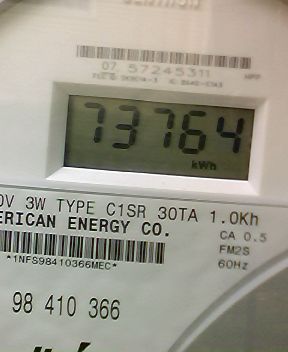 07 57245311
73764
kWh
0V 3W TYPE C1SR 30TA 1.0Kh
ERICAN ENERGY CO.
CA 0.5
FM2S
60Hz
*1NFS98410366MEC*
98 410 366